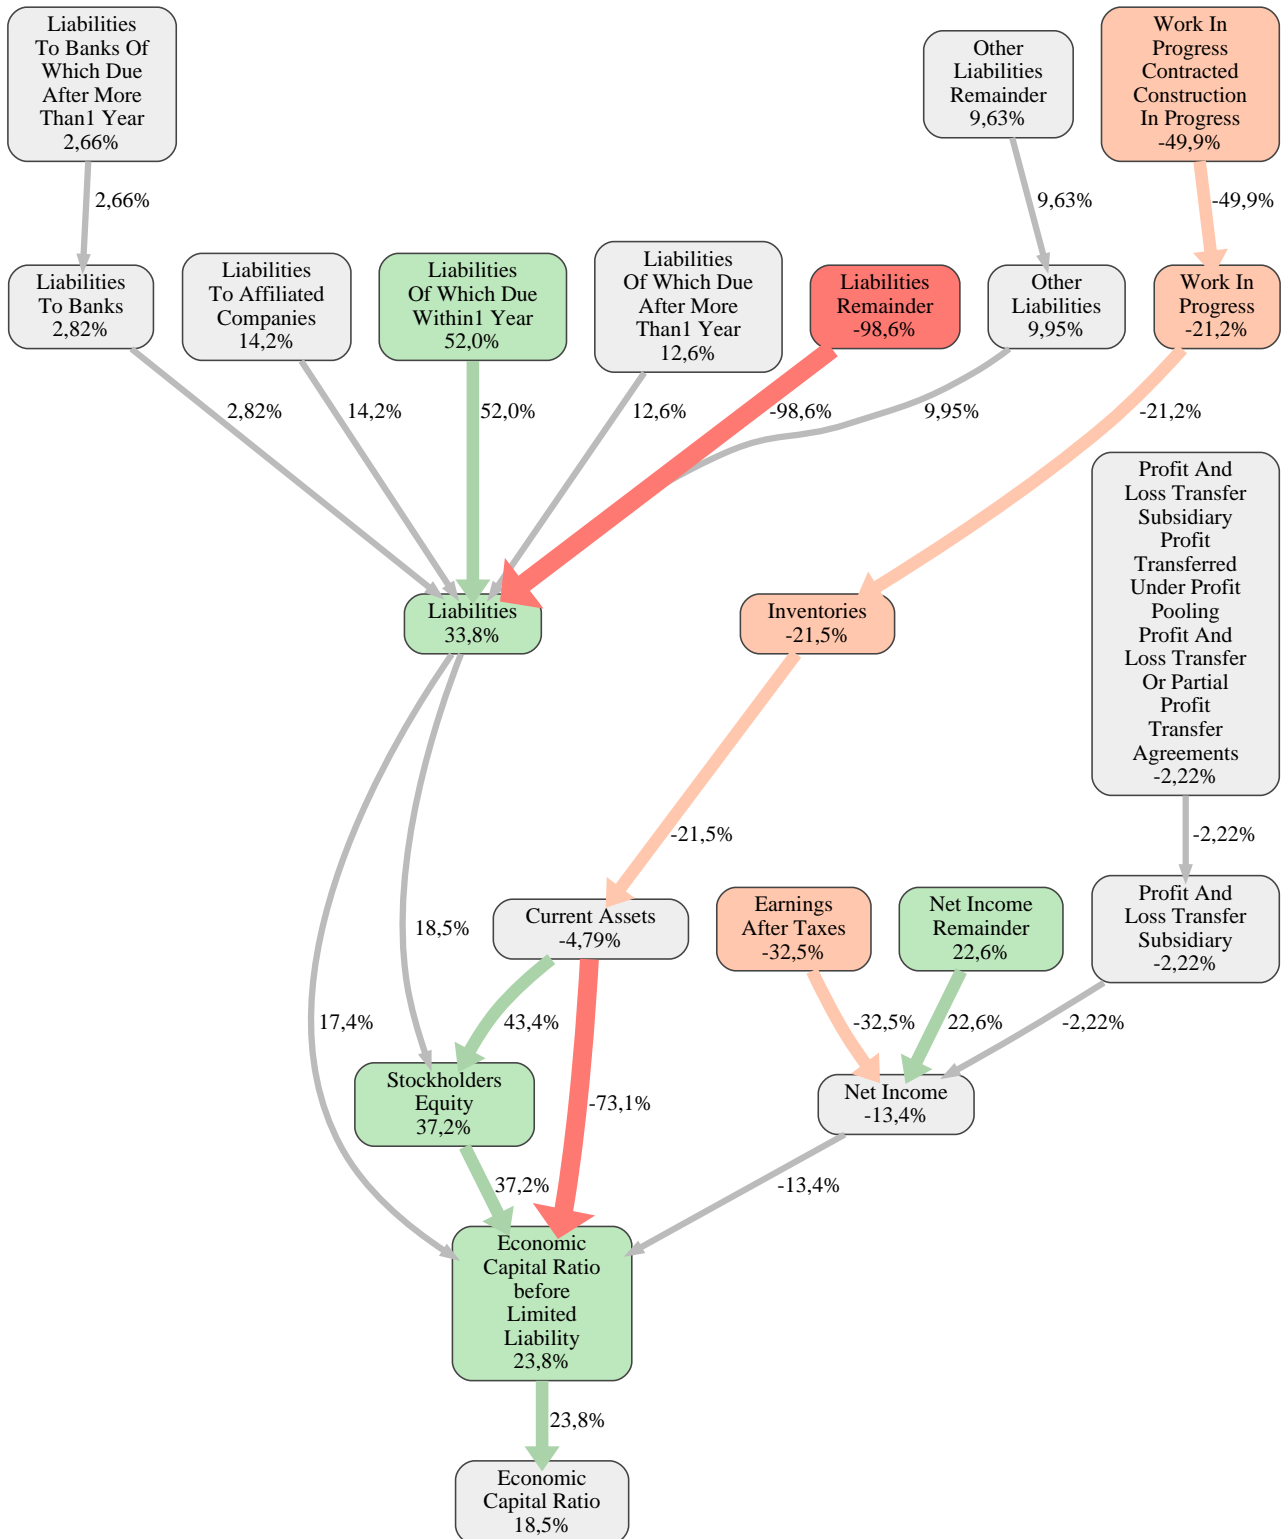 Liabilities
To Banks Of
Which Due
After More
Than1 Year
2,66%
Other
Liabilities
Remainder
9,63%
Work In
Progress
Contracted
Construction
In Progress
-49,9%
2,66%
9,63%
-49,9%
Liabilities
To Banks
2,82%
Liabilities
To Affiliated
Companies
14,2%
Liabilities
Of Which Due
Within1 Year
52,0%
Liabilities
Of Which Due
After More
Than1 Year
12,6%
Liabilities
Remainder
-98,6%
Other
Liabilities
9,95%
Work In
Progress
-21,2%
2,82%
14,2%
52,0%
12,6%
-98,6%
9,95%
-21,2%
Profit And
Loss Transfer
Subsidiary
Profit
Transferred
Under Profit
Pooling
Profit And
Loss Transfer
Or Partial
Profit
Transfer
Agreements
-2,22%
Liabilities
33,8%
Inventories
-21,5%
-21,5%
-2,22%
Current Assets
-4,79%
Earnings
After Taxes
-32,5%
Net Income
Remainder
22,6%
Profit And
Loss Transfer
Subsidiary
-2,22%
18,5%
17,4%
43,4%
-32,5%
22,6%
-2,22%
Stockholders
Equity
37,2%
-73,1%
Net Income
-13,4%
37,2%
-13,4%
Economic
Capital Ratio
before
Limited
Liability
23,8%
23,8%
Economic
Capital Ratio
18,5%